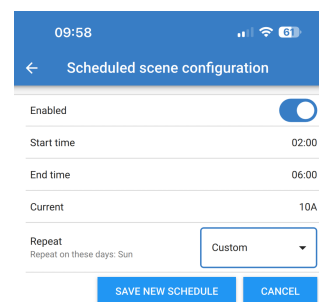 09:58
61
Scheduled scene configuration
Enabled
Start time 02:00
End time 06:00
Current 10A
Repeat
Repeat on these days: Sun
Custom
SAVE NEW SCHEDULE CANCEL